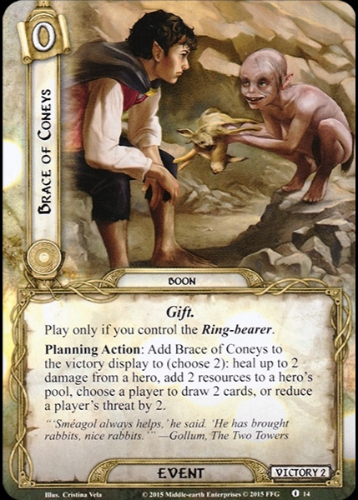 0
BRACE OF CONEYS
BOON
Gift.
Play only if you control the Ring-bearer.
Planning Action: Add Brace of Coneys to
the victory display to (choose 2): heal up to 2
damage from a hero, add 2 resources to a hero's
pool, choose a player to draw 2 cards, or reduce
a player's threat by 2.
"'Sméagol always helps,' he said. 'He has brought
rabbits, nice rabbits.'" —Gollum, The Two Towers
EVENT
VICTORY 2
Illus. Cristina Vela
© 2015 Middle-earth Enterprises © 2015 FFG
14